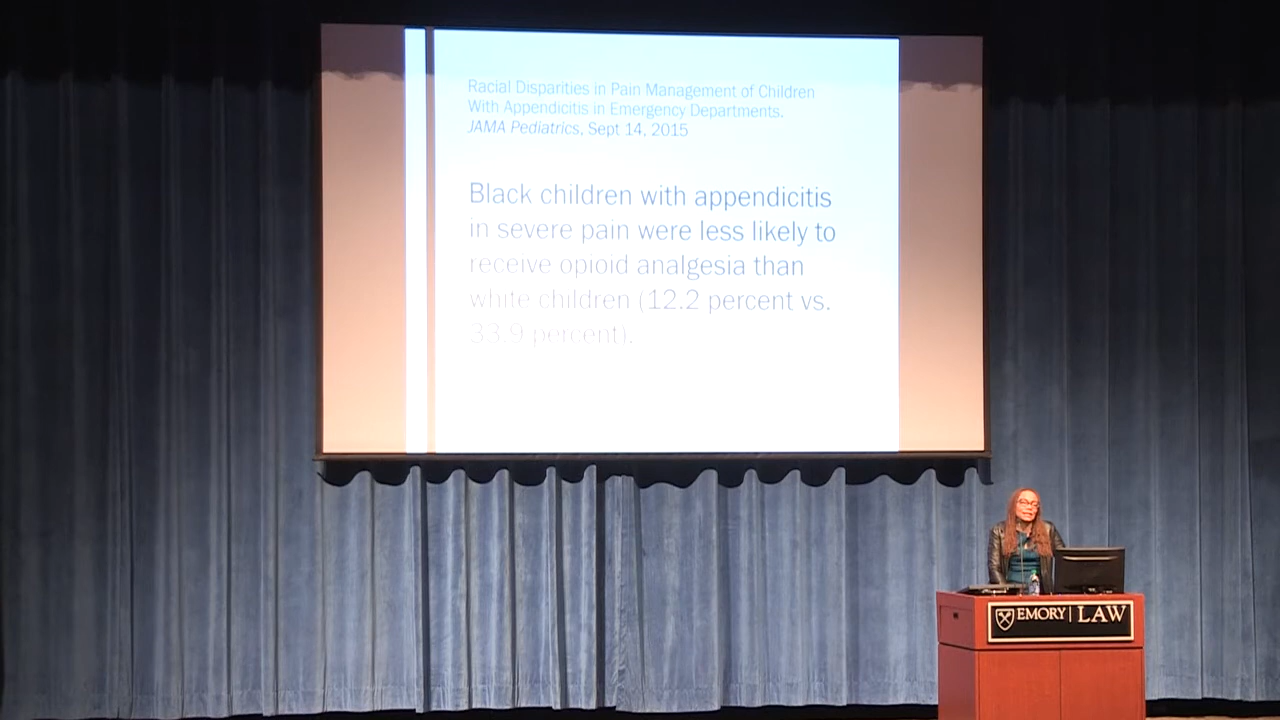 Racial Disparities in Pain Management of Children
With Appendicitis in Emergency Departments.
JAMA Pediatrics, Sept 14, 2015
Black children with appendicitis
in severe pain were less likely to
receive opioid analgesia than
white children (12.2 percent vs.
33.9 percent).
EMORY | LAW